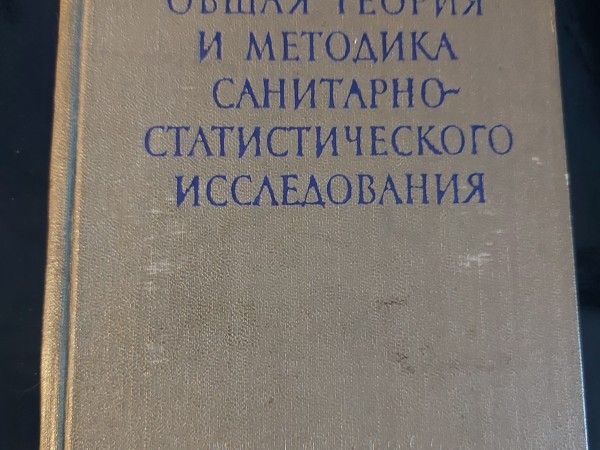 ОБЩАЯ ТЕОРИЯ
И МЕТОДИКА
САНИТАРНО-
СТАТИСТИЧЕСКОГО
ИССЛЕДОВАНИЯ